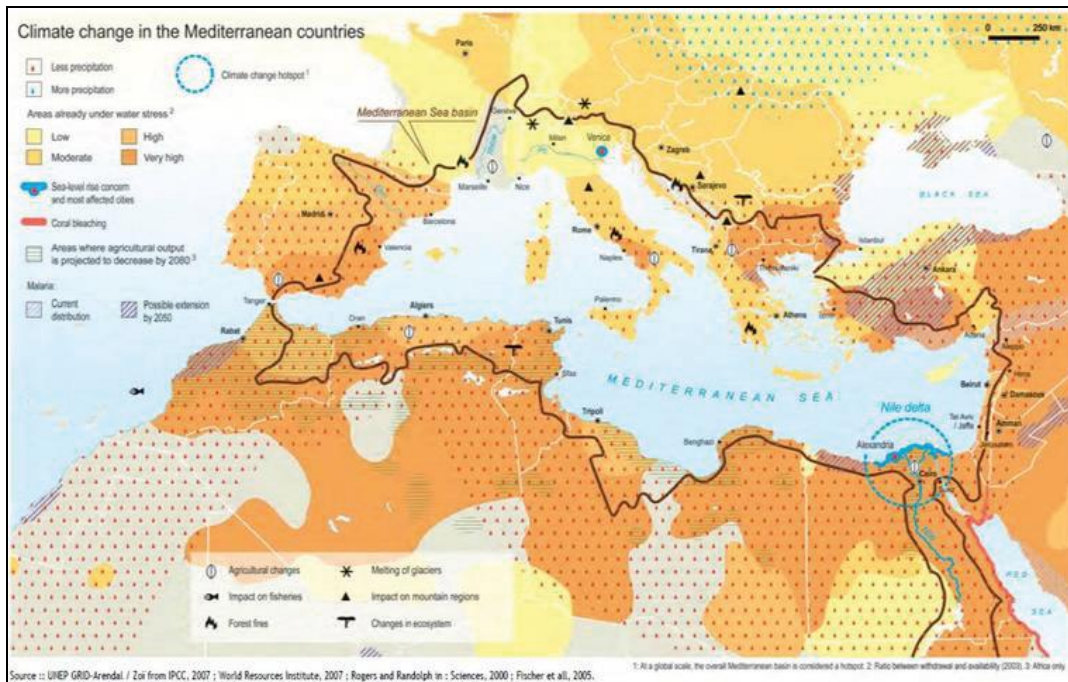 Climate change in the Mediterranean countries
Less precipitation
More precipitation
Climate change hotspot 1
Areas already under water stress 2
Low
High
Moderate
Very high
Sea-level rise concern
and most affected cities
Coral bleaching
Areas where agricultural output
is projected to decrease by 2080 3
Malaria:
Current
distribution
Possible extension
by 2050
0 250 km
Paris
Mediterranean Sea basin
Geneva
Milan
Venice
Zagreb
Marseille
Nice
Sarajevo
BLACK SEA
Madrid
Barcelona
Valencia
Rome
Naples
Tirana
Istanbul
Ankara
Palermo
Athens
Tanger
Rabat
Oran
Algiers
Tunis
Sfax
Adana
Beirut
Damascus
MEDITERRANEAN SEA
Tripoli
Benghazi
Nile delta
Alexandria
Cairo
Tel Aviv
/ Jaffa
Amman
Jerusalem
RED
SEA
Agricultural changes
Melting of glaciers
Impact on fisheries
Impact on mountain regions
Forest fires
Changes in ecosystem
1: At a global scale, the overall Mediterranean basin is considered a hotspot. 2: Ratio between withdrawal and availability (2003). 3: Africa only.
Source :: UNEP GRID-Arendal / Zoi from IPCC, 2007 ; World Resources Institute, 2007 ; Rogers and Randolph in : Sciences, 2000 ; Fischer et all, 2005.